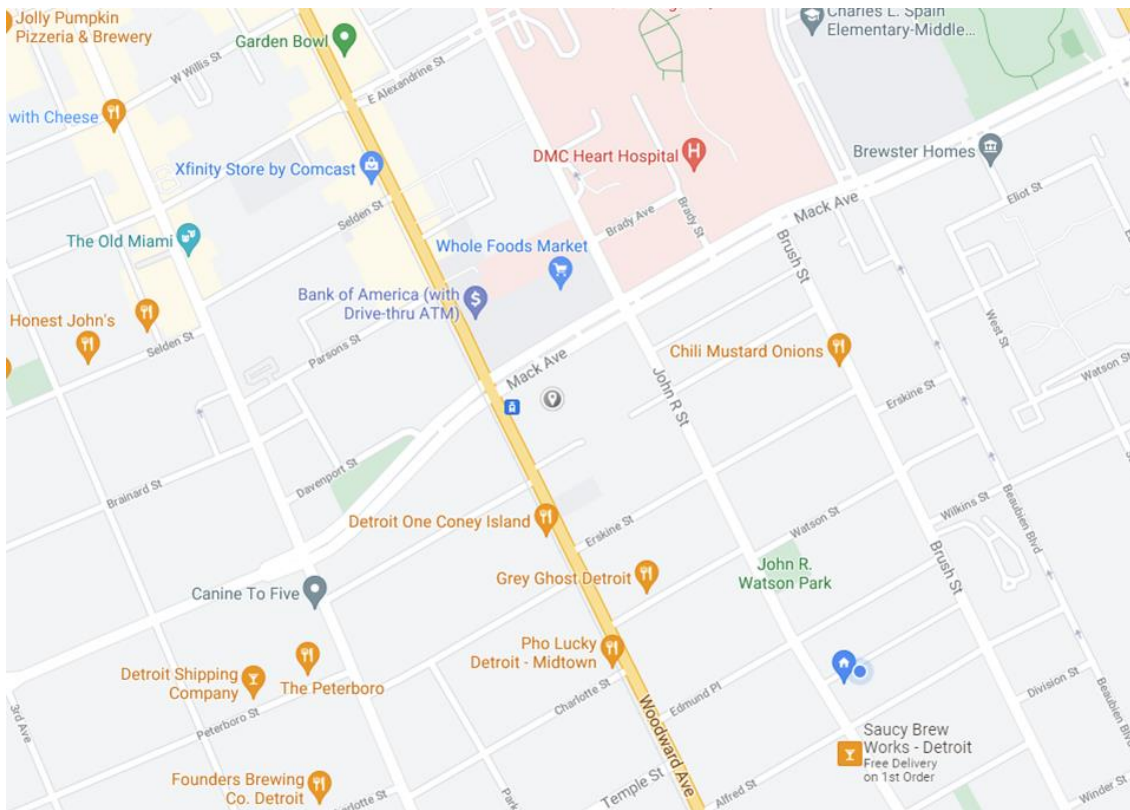 Jolly Pumpkin
Pizzeria & Brewery
Garden Bowl
Charles L. Spain
Elementary-Middle...
W Willis St
E Alexandrine St
with Cheese
Xfinity Store by Comcast
DMC Heart Hospital
H
Brewster Homes
Mack Ave
Eliot St
Selden St
Brady Ave
Brady St
Brush St
The Old Miami
Whole Foods Market
Bank of America (with
Drive-thru ATM)
$
Honest John's
Selden St
Parsons St
Mack Ave
John R St
Chili Mustard Onions
West St
Watson St
Erskine St
Brainard St
Davenport St
Detroit One Coney Island
Erskine St
Watson St
Wilkins St
Beaubien Blvd
Brush St
Grey Ghost Detroit
John R.
Watson Park
Canine To Five
Pho Lucky
Detroit - Midtown
Detroit Shipping
Company
The Peterboro
Peterboro St
3rd Ave
Charlotte St
Woodward Ave
Edmund Pl
Division St
Beaubien Blvd
Saucy Brew
Works - Detroit
Free Delivery
on 1st Order
Founders Brewing
Co. Detroit
Park
Temple St
Alfred St
Winder St